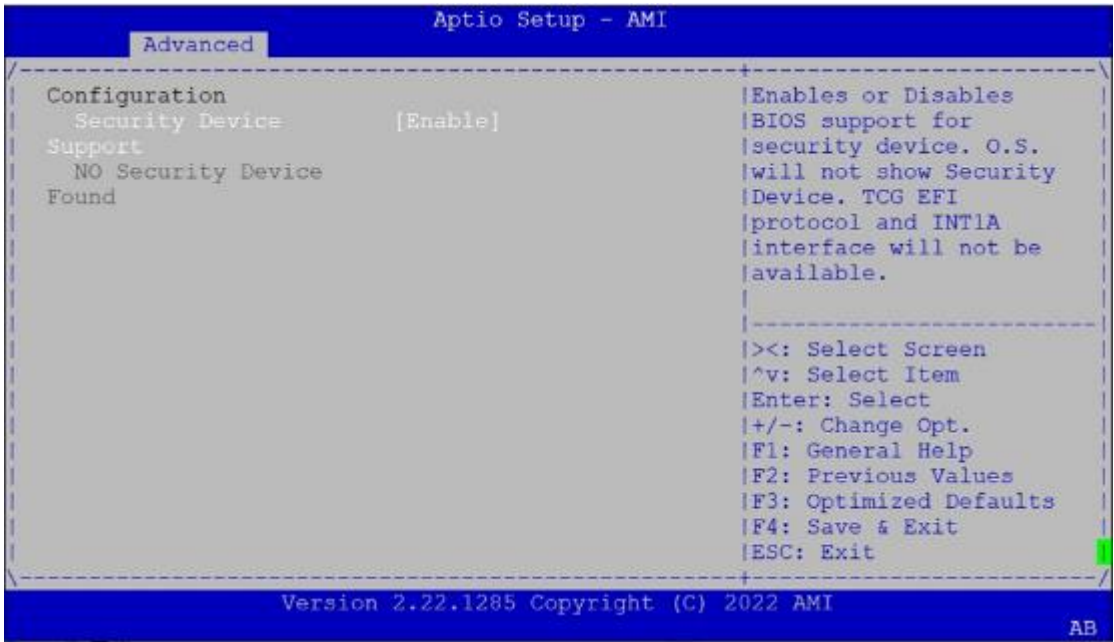 Aptio Setup - AMI
Advanced
Configuration
Security Device [Enable]
Support
NO Security Device
Found
Enables or Disables
BIOS support for
security device. O.S.
will not show Security
Device. TCG EFI
protocol and INT1A
interface will not be
available.
><: Select Screen
^v: Select Item
Enter: Select
+/-: Change Opt.
F1: General Help
F2: Previous Values
F3: Optimized Defaults
F4: Save & Exit
ESC: Exit
Version 2.22.1285 Copyright (C) 2022 AMI
AB